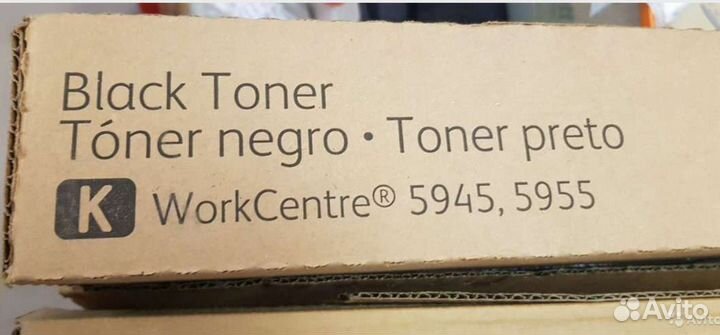 Black Toner
Tóner negro • Toner preto
K WorkCentre® 5945, 5955
Avito